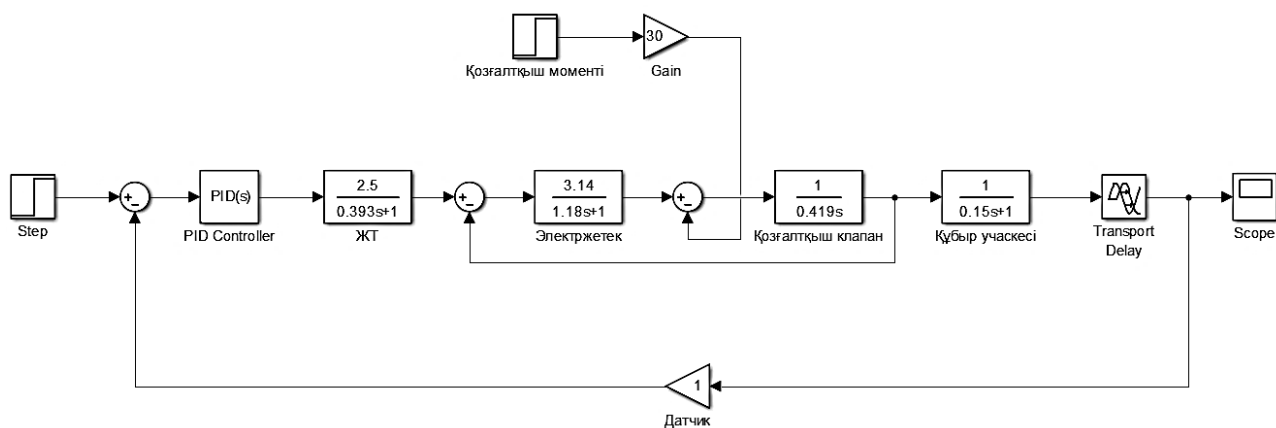 30
Қозғалтқыш моменті
Gain
Step
+
−
PID(s)
PID Controller
2.5
0.393s+1
ЖТ
+
−
3.14
1.18s+1
Электржетек
+
−
1
0.419s
Қозғалтқыш клапан
1
0.15s+1
Құбыр учаскесі
Transport
Delay
Scope
1
Датчик